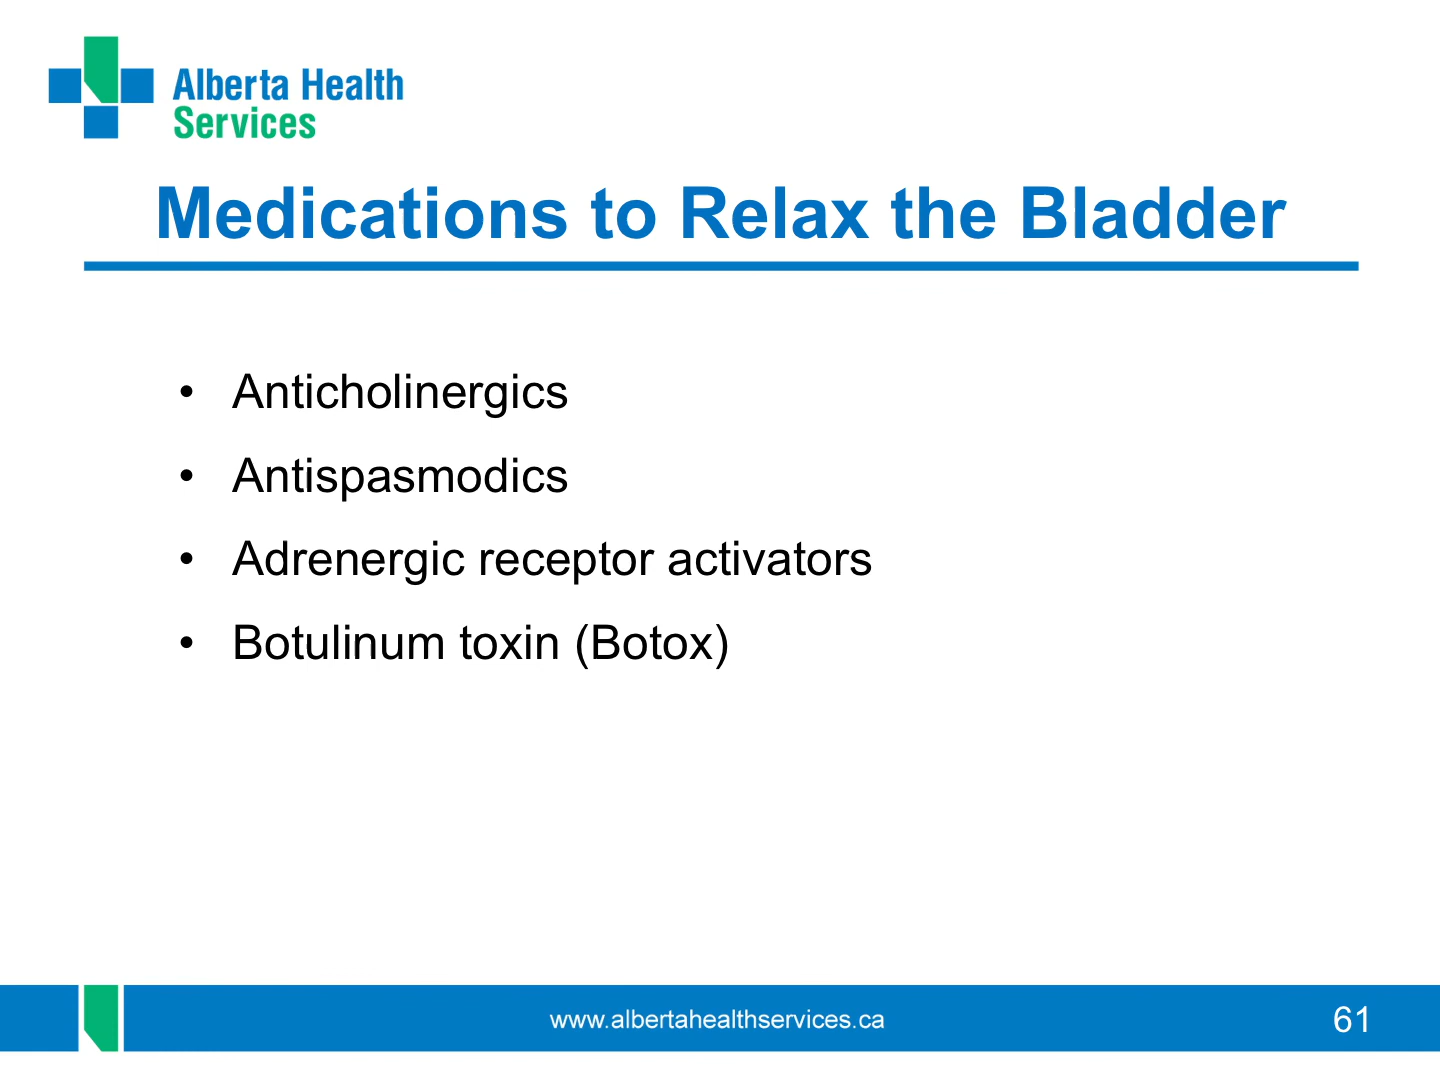 Alberta Health
Services
Medications to Relax the Bladder
• Anticholinergics
• Antispasmodics
• Adrenergic receptor activators
• Botulinum toxin (Botox)
www.albertahealthservices.ca
61